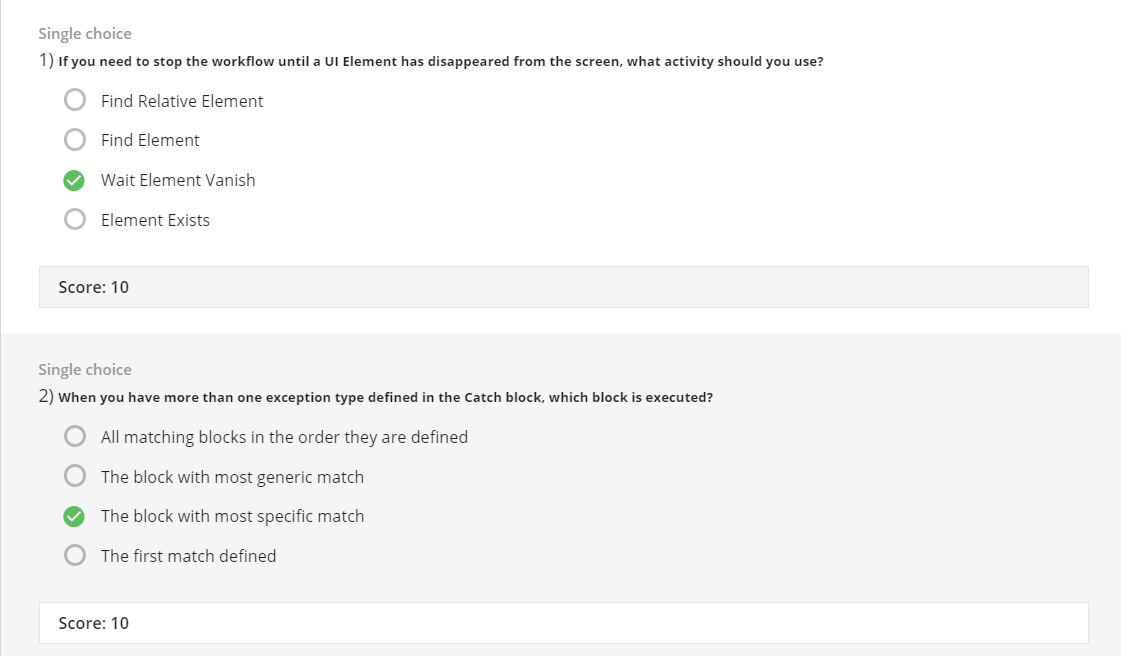 Single choice
1) If you need to stop the workflow until a UI Element has disappeared from the screen, what activity should you use?
Find Relative Element
Find Element
Wait Element Vanish
Element Exists
Score: 10
Single choice
2) When you have more than one exception type defined in the Catch block, which block is executed?
All matching blocks in the order they are defined
The block with most generic match
The block with most specific match
The first match defined
Score: 10